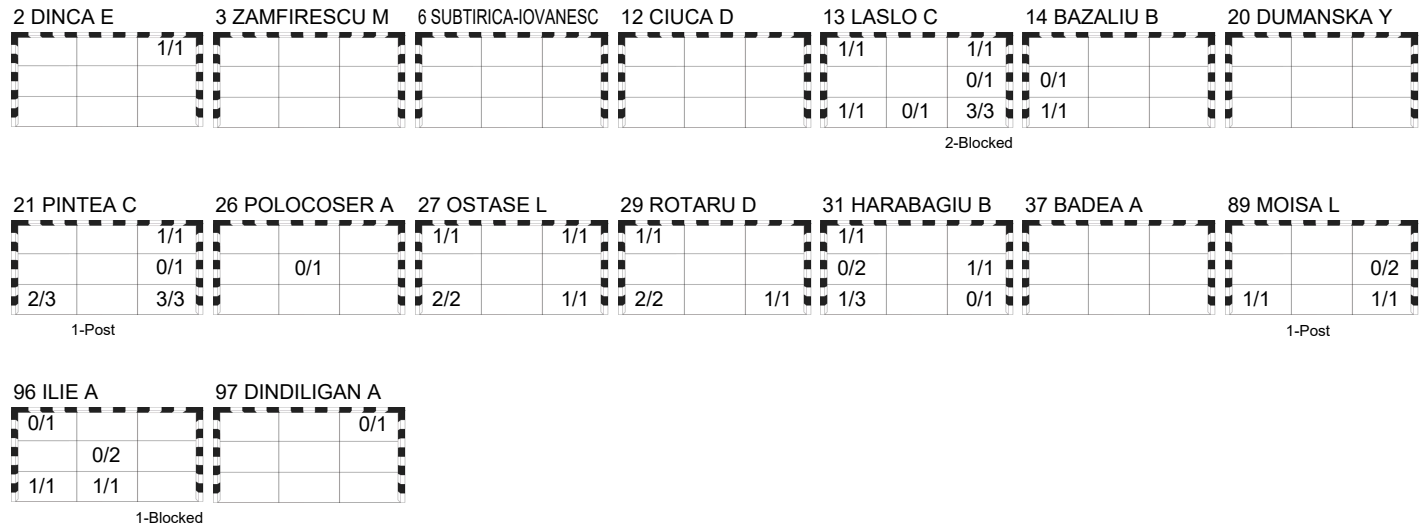 2 DINCA E 3 ZAMFIRESCU M 6 SUBTIRICA-IOVANESC 12 CIUCA D 13 LASLO C 14 BAZALIU B 20 DUMANSKA Y
1/1 1/1 1/1
0/1 0/1
1/1 0/1 3/3 1/1
2-Blocked
21 PINTEA C 26 POLOCOSER A 27 OSTASE L 29 ROTARU D 31 HARABAGIU B 37 BADEA A 89 MOISA L
1/1 1/1 1/1 1/1 1/1
0/1 0/1 0/2 1/1 0/2
2/3 3/3 2/2 1/1 2/2 1/1 1/3 0/1 1/1 1/1
1-Post 1-Post
96 ILIE A 97 DINDILIGAN A
0/1 0/1
0/2
1/1 1/1
1-Blocked